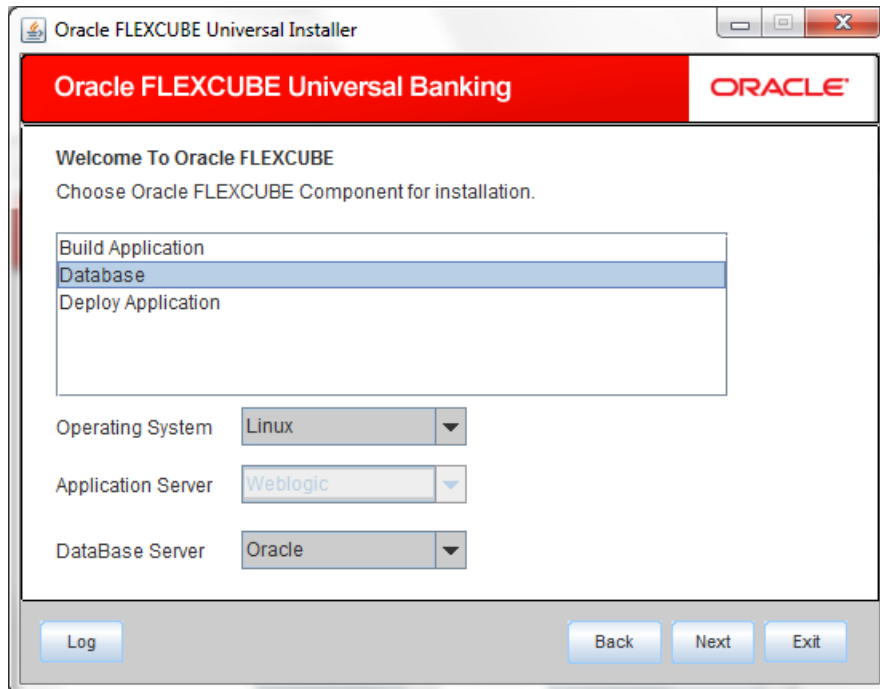 Oracle FLEXCUBE Universal Installer
Oracle FLEXCUBE Universal Banking
ORACLE'
Welcome To Oracle FLEXCUBE
Choose Oracle FLEXCUBE Component for installation.
Build Application
Database
Deploy Application
Operating System Linux
Application Server Weblogic
DataBase Server Oracle
Log Back Next Exit